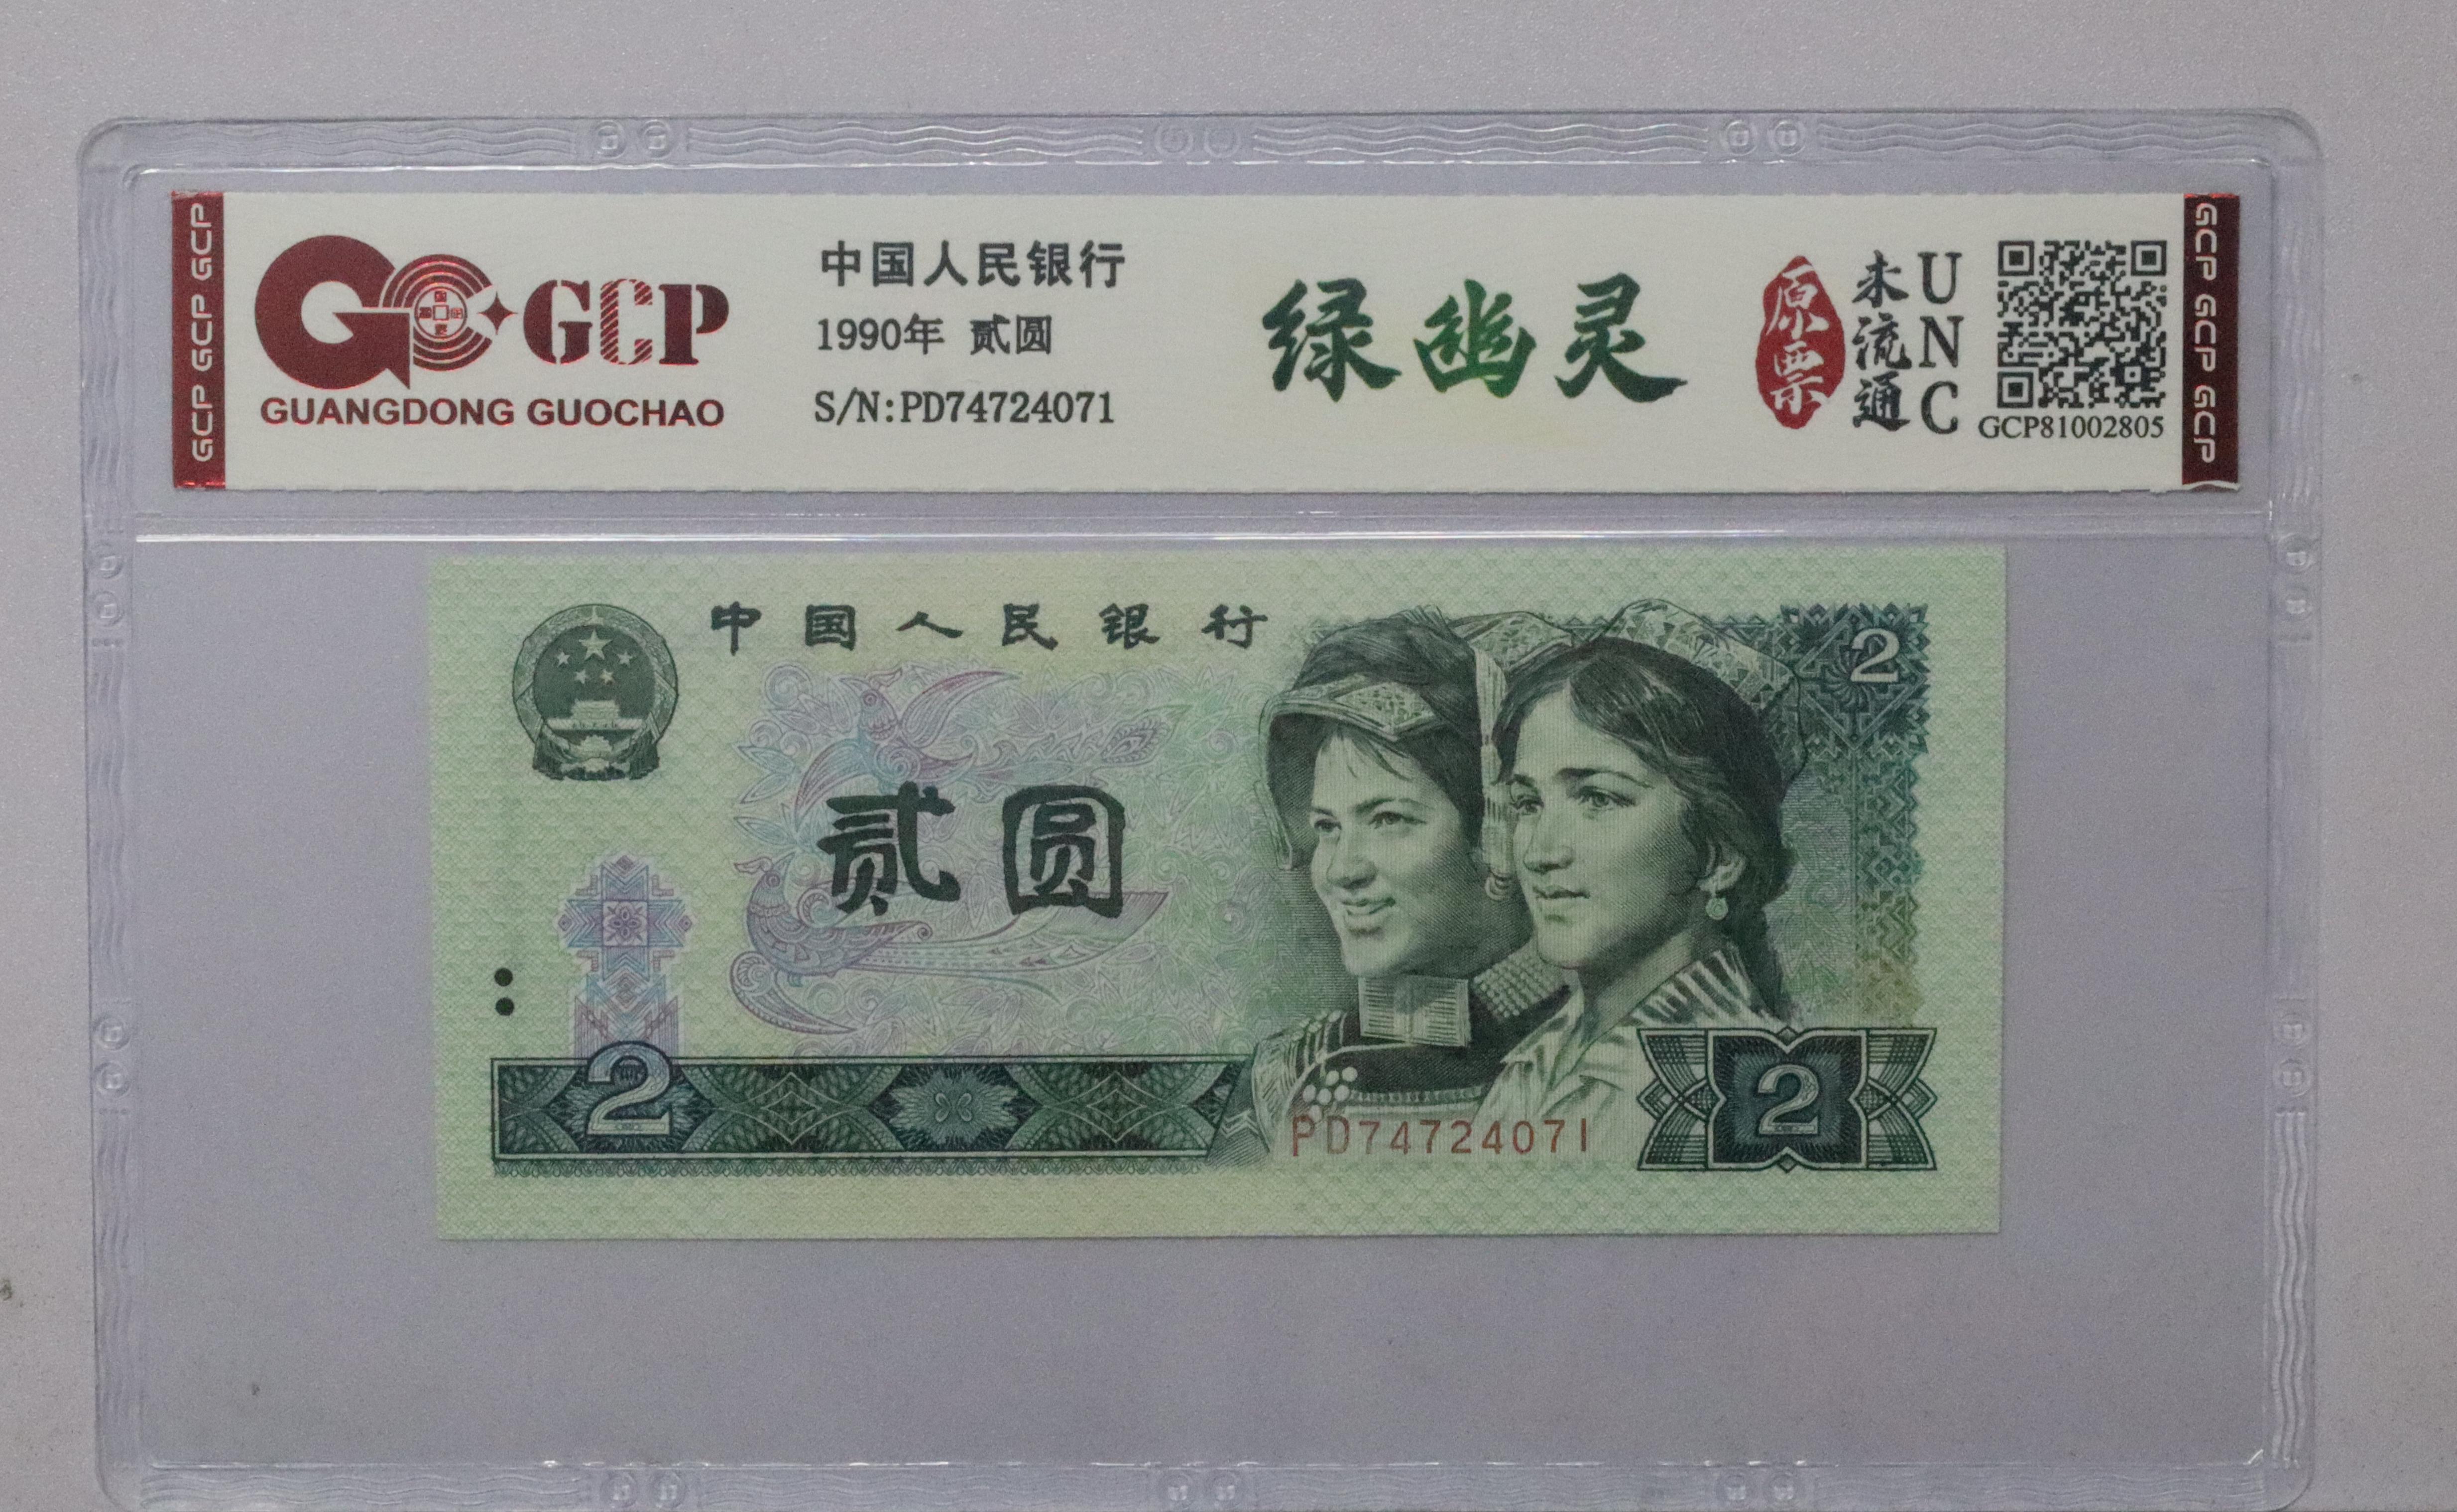 GCP GCP GCP
GCP
GUANGDONG GUOCHAO
中国人民银行
1990年 贰圆
S/N:PD74724071
绿幽灵
原票
未流通
UNC
GCP81002805
GCP GCP GCP
中国人民银行
2
贰圆
2
PD74724071
2